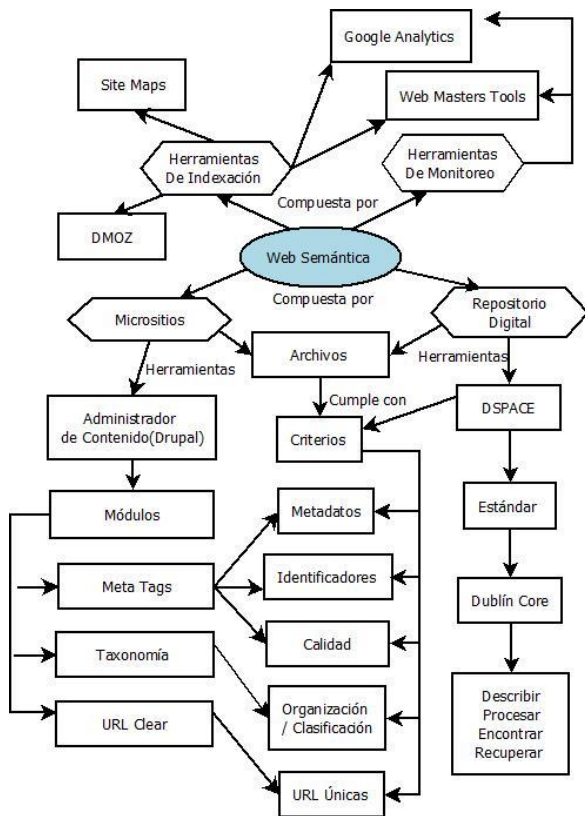 Google Analytics
Site Maps
Web Masters Tools
Herramientas
De Indexación
Herramientas
De Monitoreo
Compuesta por
DMOZ
Web Semántica
Compuesta por
Micrositios
Repositorio
Digital
Archivos
Herramientas
Herramientas
Administrador
de Contenido(Drupal)
Cumple con
DSPACE
Criterios
Módulos
Metadatos
Estándar
Meta Tags
Identificadores
Dublín Core
Taxonomía
Calidad
URL Clear
Organización
/ Clasificación
Describir
Procesar
Encontrar
Recuperar
URL Únicas